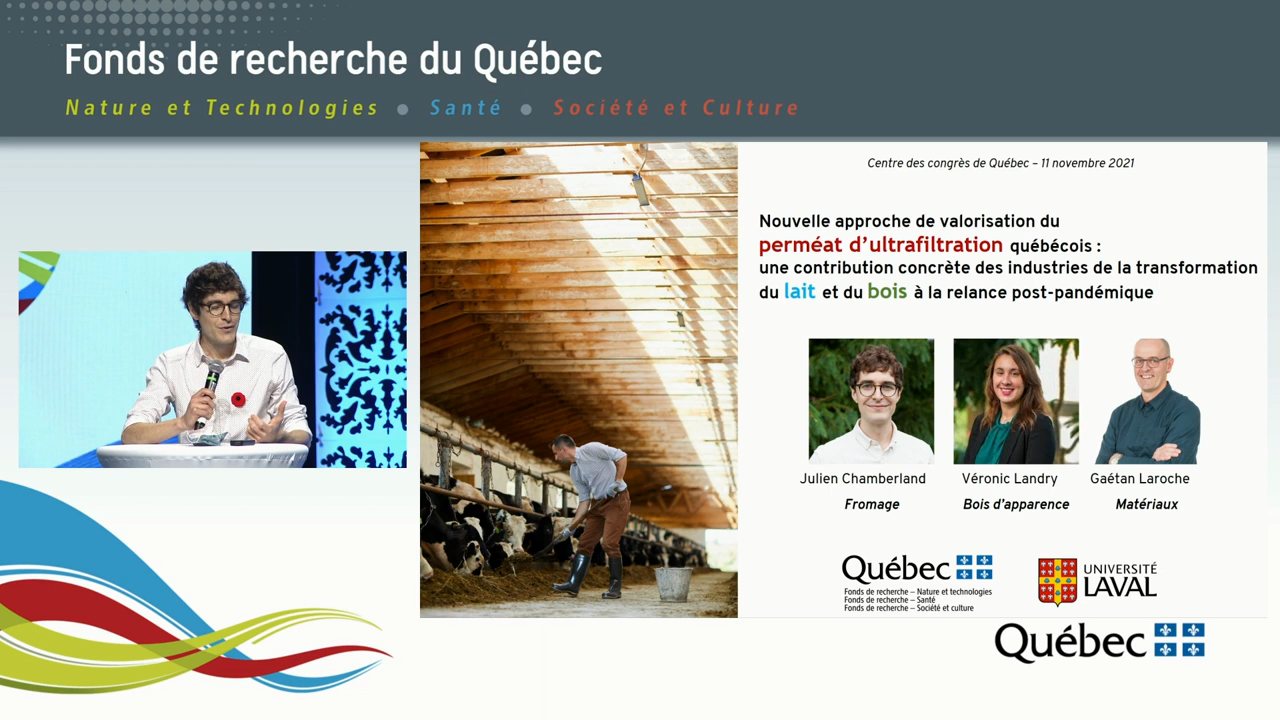 Fonds de recherche du Québec
Nature et Technologies ● Santé ● Société et Culture
Centre des congrès de Québec – 11 novembre 2021
Nouvelle approche de valorisation du
perméat d'ultrafiltration québécois :
une contribution concrète des industries de la transformation
du lait et du bois à la relance post-pandémique
Julien Chamberland
Véronic Landry
Gaétan Laroche
Fromage
Bois d'apparence
Matériaux
Québec
Fonds de recherche – Nature et technologies
Fonds de recherche – Santé
Fonds de recherche – Société et culture
UNIVERSITÉ
LAVAL
Québec